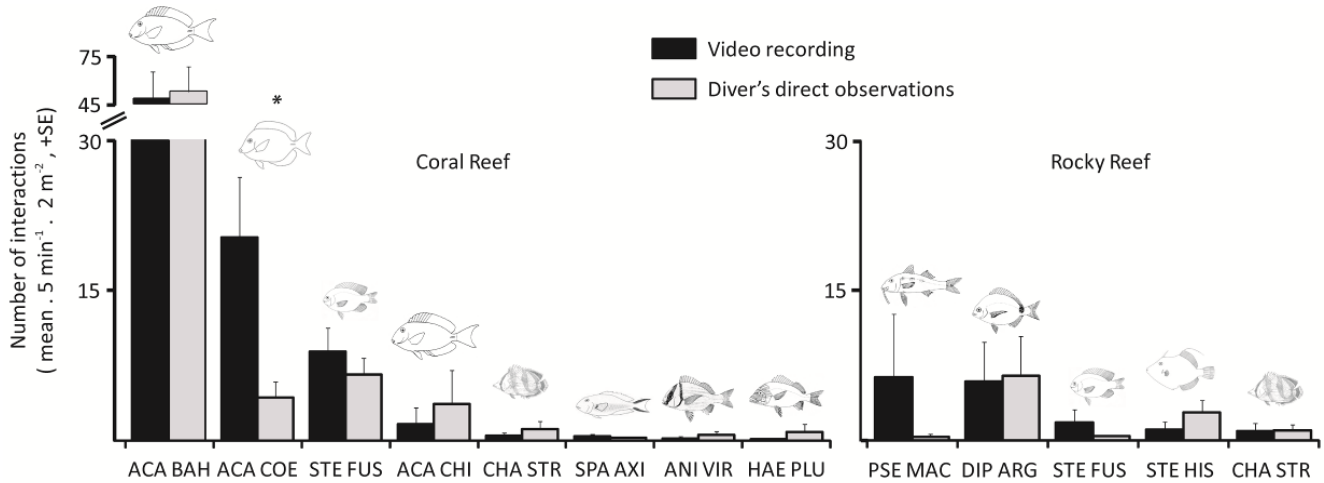 Number of interactions
( mean . 5 min⁻¹ . 2 m⁻² , +SE)
75
45
30
15
*
Video recording
Diver's direct observations
Coral Reef
ACA BAH ACA COE STE FUS ACA CHI CHA STR SPA AXI ANI VIR HAE PLU
30
15
Rocky Reef
PSE MAC DIP ARG STE FUS STE HIS CHA STR